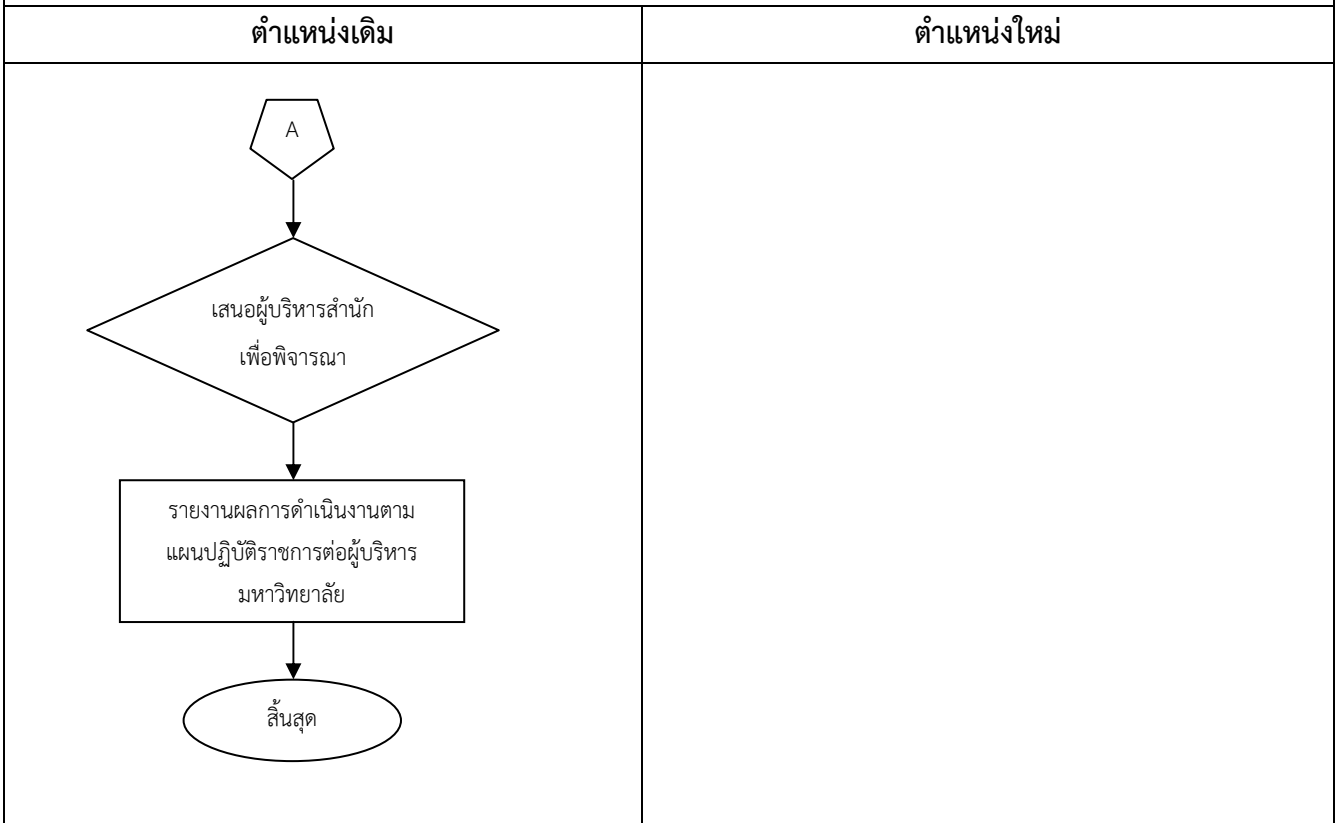 ตำแหน่งเดิม
ตำแหน่งใหม่
A
เสนอผู้บริหารสำนัก
เพื่อพิจารณา
รายงานผลการดำเนินงานตาม
แผนปฏิบัติราชการต่อผู้บริหาร
มหาวิทยาลัย
สิ้นสุด